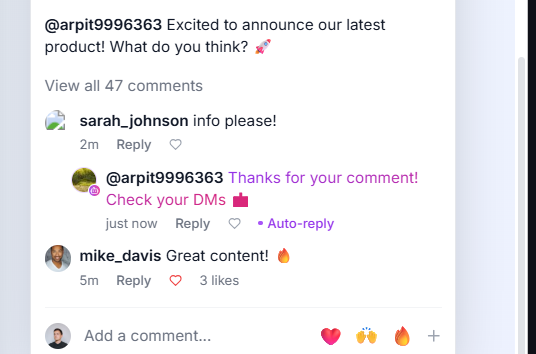 @arpit9996363 Excited to announce our latest
product! What do you think? 🚀
View all 47 comments
sarah_johnson info please!
2m Reply
@arpit9996363 Thanks for your comment!
Check your DMs
just now Reply • Auto-reply
mike_davis Great content! 🔥
5m Reply 3 likes
Add a comment... ❤️ 🙌 🔥 +